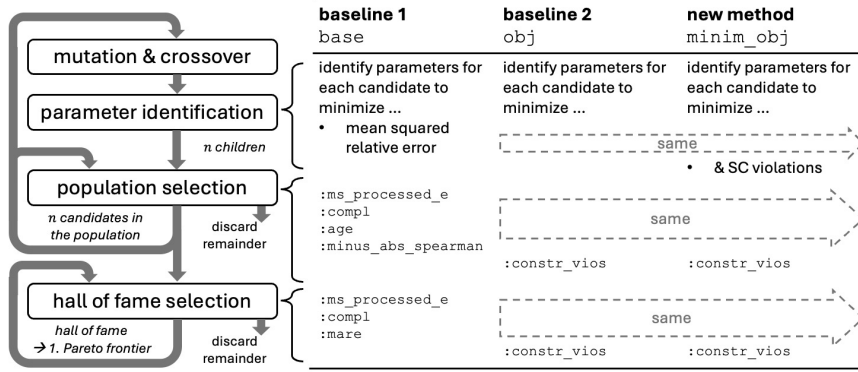 mutation & crossover
parameter identification
n children
population selection
n candidates in
the population
discard
remainder
hall of fame selection
hall of fame
→ 1. Pareto frontier
discard
remainder
baseline 1
base
baseline 2
obj
new method
minim_obj
identify parameters for
each candidate to
minimize ...
• mean squared
relative error
identify parameters for
each candidate to
minimize ...
identify parameters for
each candidate to
minimize ...
same
• & SC violations
:ms_processed_e
:compl
:age
:minus_abs_spearman
same
:constr_vios
:constr_vios
:ms_processed_e
:compl
:mare
same
:constr_vios
:constr_vios